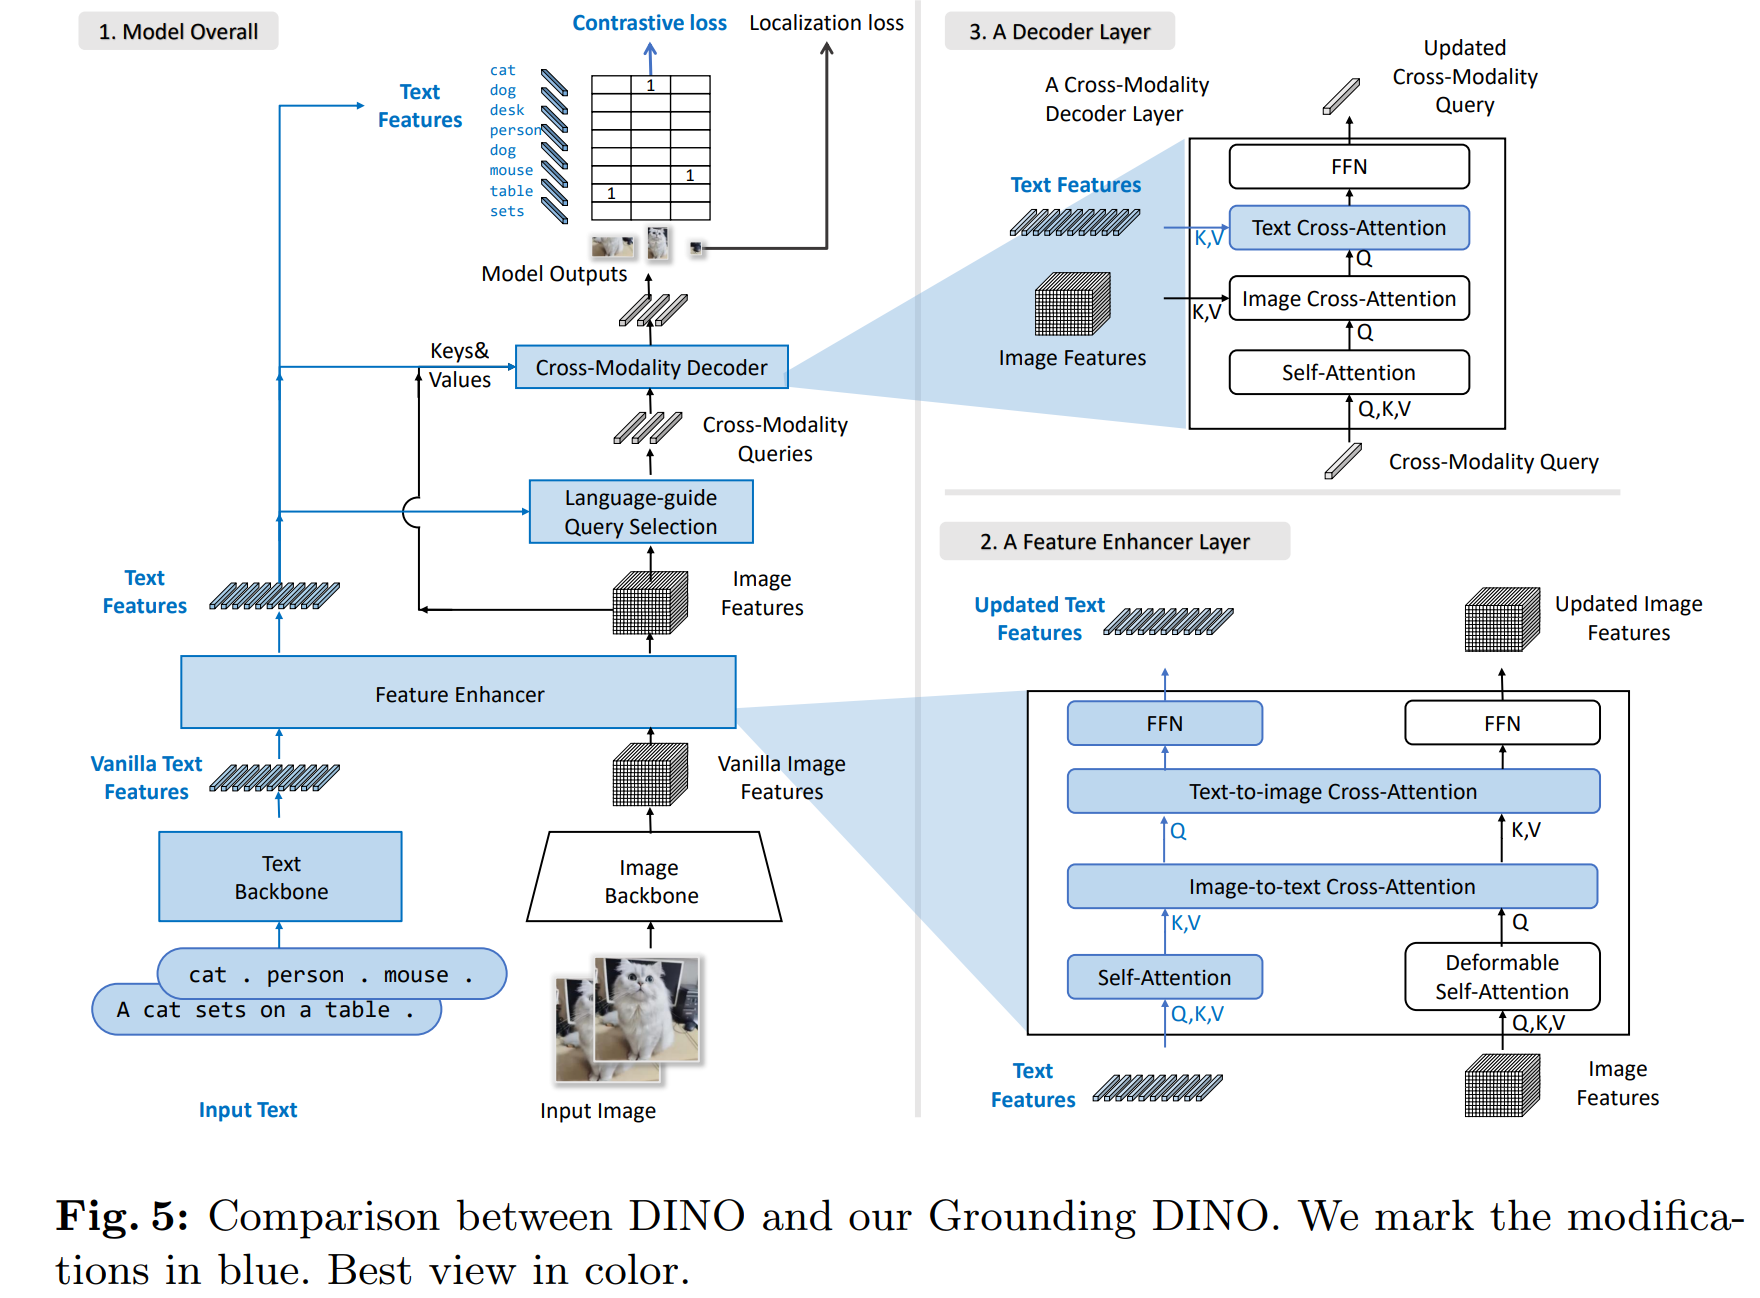 1. Model Overall
Contrastive loss
Localization loss
Text
Features
cat
dog
desk
person
dog
mouse
table
sets
1
1
1
Model Outputs
Keys&
Values
Cross-Modality Decoder
Cross-Modality
Queries
Language-guide
Query Selection
Text
Features
Image
Features
Feature Enhancer
Vanilla Text
Features
Vanilla Image
Features
Text
Backbone
Image
Backbone
cat . person . mouse .
A cat sets on a table .
Input Text
Input Image
3. A Decoder Layer
Updated
Cross-Modality
Query
A Cross-Modality
Decoder Layer
FFN
Text Features
Text Cross-Attention
K,V
Q
Image Cross-Attention
K,V
Q
Image Features
Self-Attention
Q,K,V
Cross-Modality Query
2. A Feature Enhancer Layer
Updated Text
Features
Updated Image
Features
FFN
FFN
Text-to-image Cross-Attention
Q
K,V
Image-to-text Cross-Attention
K,V
Q
Self-Attention
Deformable
Self-Attention
Q,K,V
Q,K,V
Text
Features
Image
Features
Fig. 5: Comparison between DINO and our Grounding DINO. We mark the modifica-
tions in blue. Best view in color.